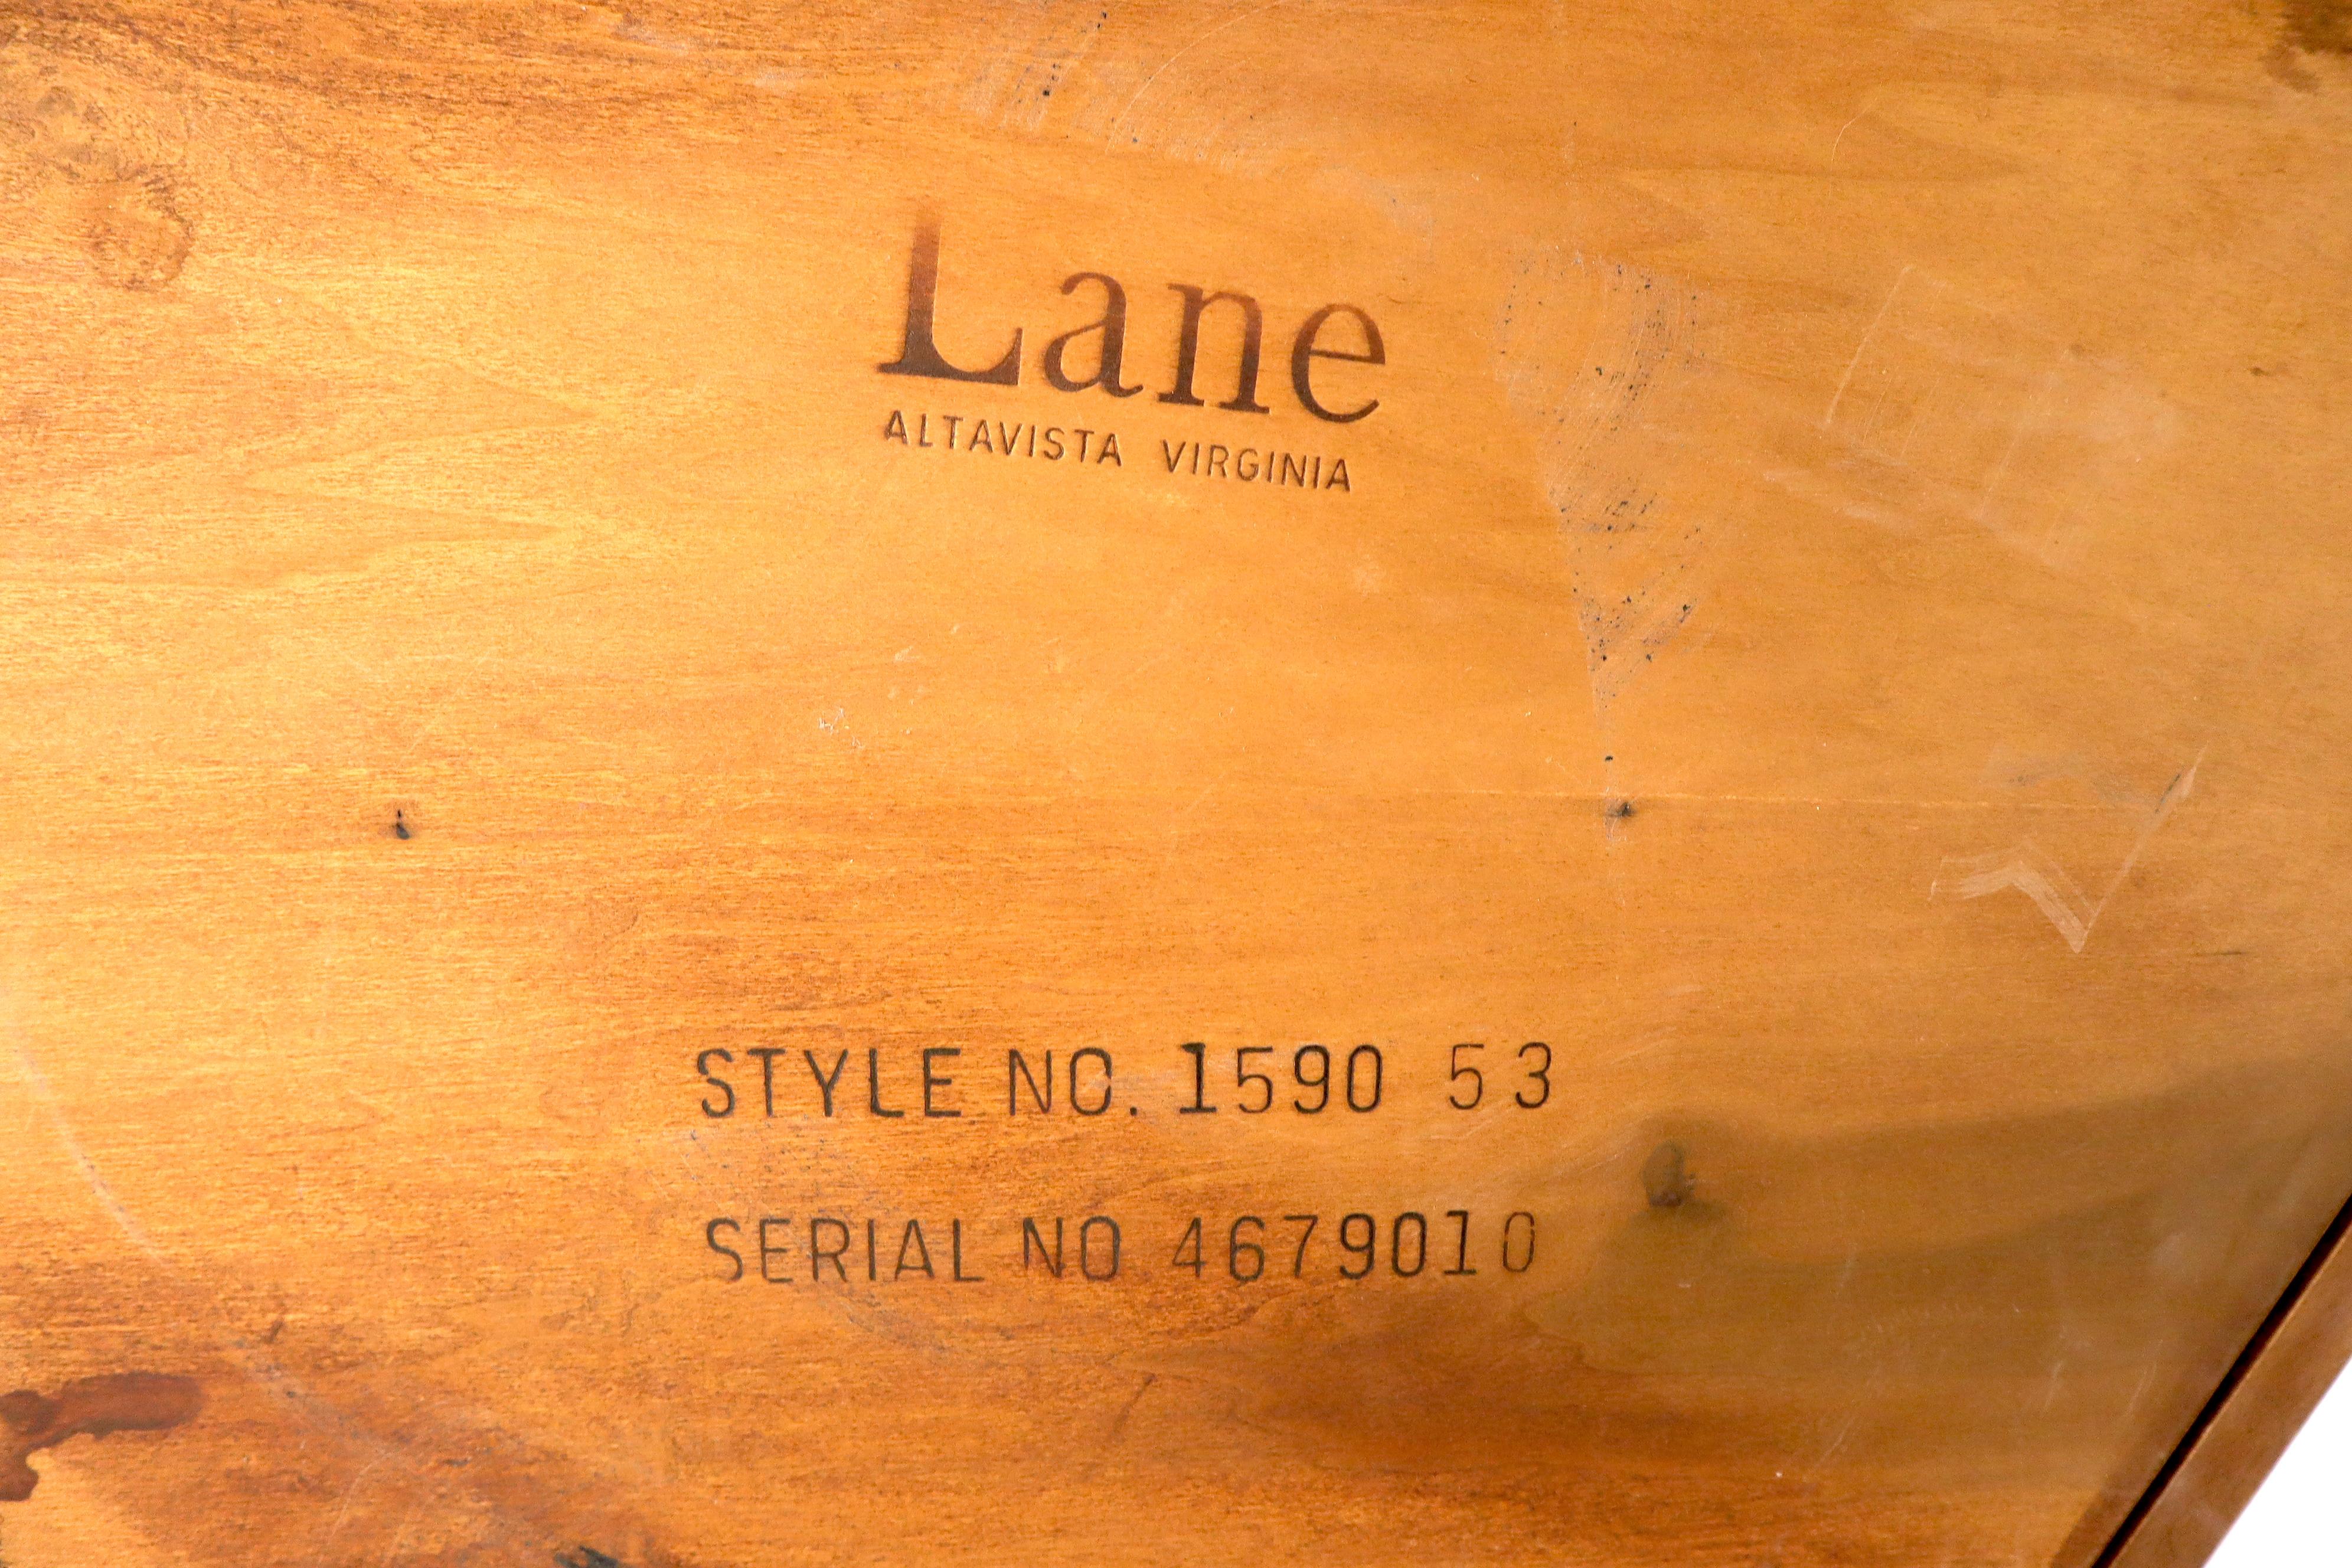 Lane
ALTAVISTA VIRGINIA
STYLE NO. 1590 53
SERIAL NO 4679010